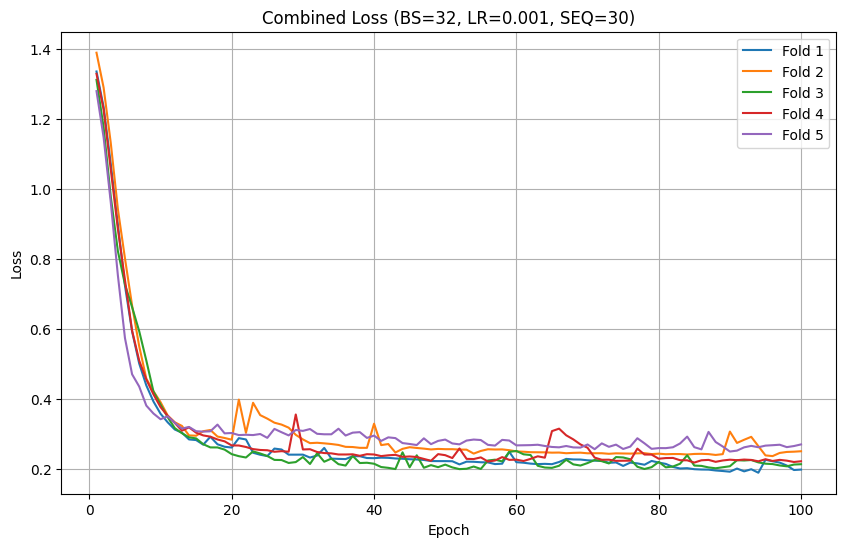 Combined Loss (BS=32, LR=0.001, SEQ=30)
Fold 1
Fold 2
Fold 3
Fold 4
Fold 5
Loss
1.4
1.2
1.0
0.8
0.6
0.4
0.2
0 20 40 60 80 100
Epoch